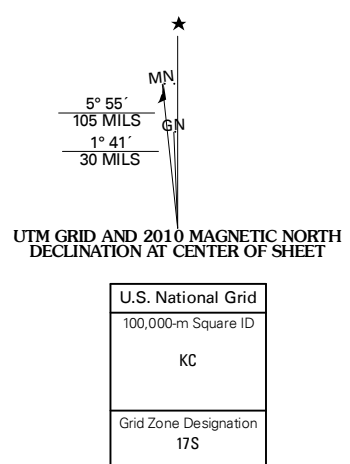 M.N.
GN
5° 55´
105 MILS
1° 41´
30 MILS
UTM GRID AND 2010 MAGNETIC NORTH
DECLINATION AT CENTER OF SHEET
U.S. National Grid
100,000-m Square ID
KC
Grid Zone Designation
17S